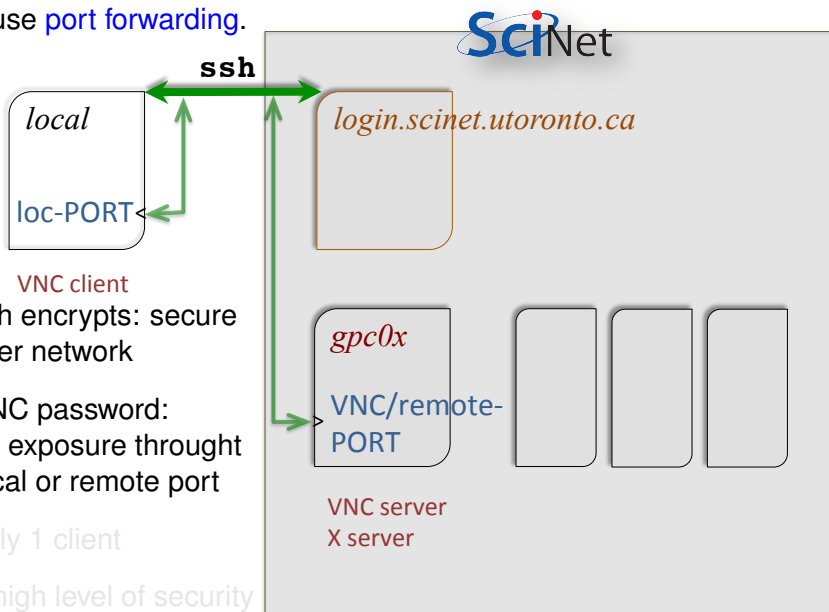 use port forwarding.
SciNet
ssh
local
login.scinet.utoronto.ca
loc-PORT<
VNC client
h encrypts: secure
er network
gpc0x
NC password:
exposure throught
cal or remote port
> VNC/remote-
PORT
VNC server
X server
ly 1 client
high level of security